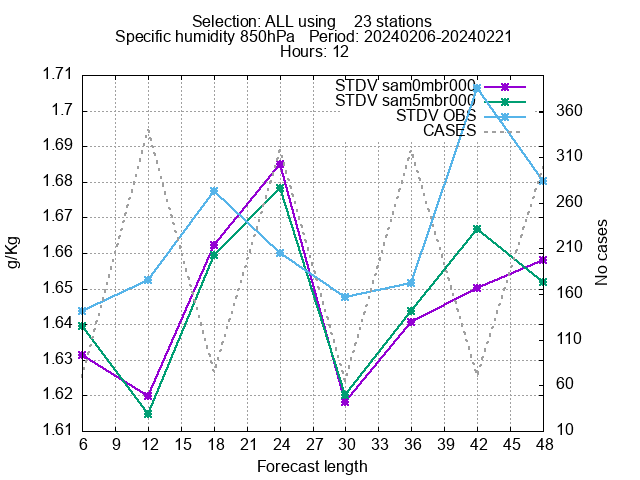 Selection: ALL using    23 stations
Specific humidity 850hPa   Period: 20240206-20240221
Hours: 12
STDV sam0mbr000
STDV sam5mbr000
STDV OBS
CASES
1.71
1.7
1.69
1.68
1.67
1.66
1.65
1.64
1.63
1.62
1.61
g/Kg
360
310
260
210
160
110
60
10
No cases
6 9 12 15 18 21 24 27 30 33 36 39 42 45 48
Forecast length